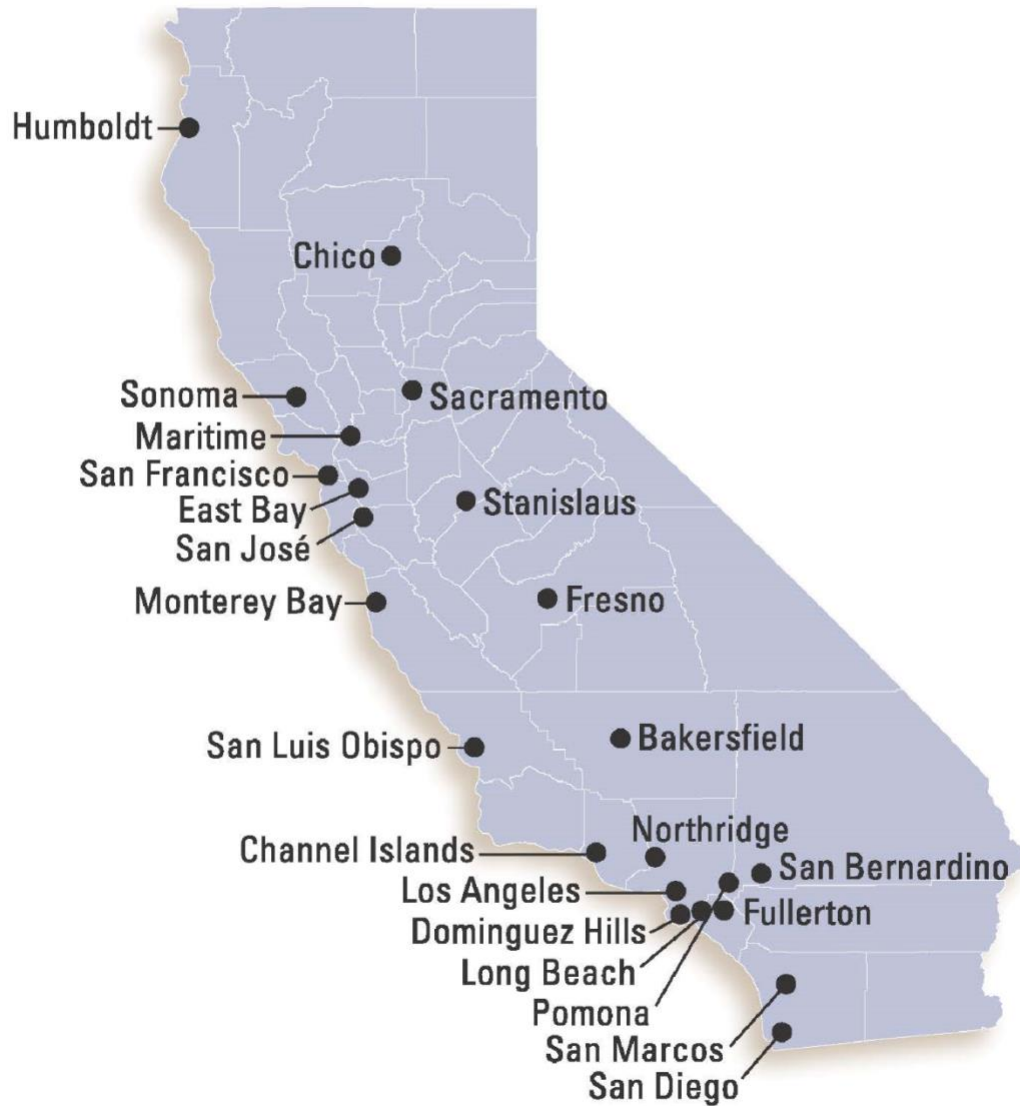 Humboldt
Chico
Sonoma
Sacramento
Maritime
San Francisco
East Bay
Stanislaus
San José
Monterey Bay
Fresno
San Luis Obispo
Bakersfield
Northridge
Channel Islands
San Bernardino
Los Angeles
Fullerton
Dominguez Hills
Long Beach
Pomona
San Marcos
San Diego